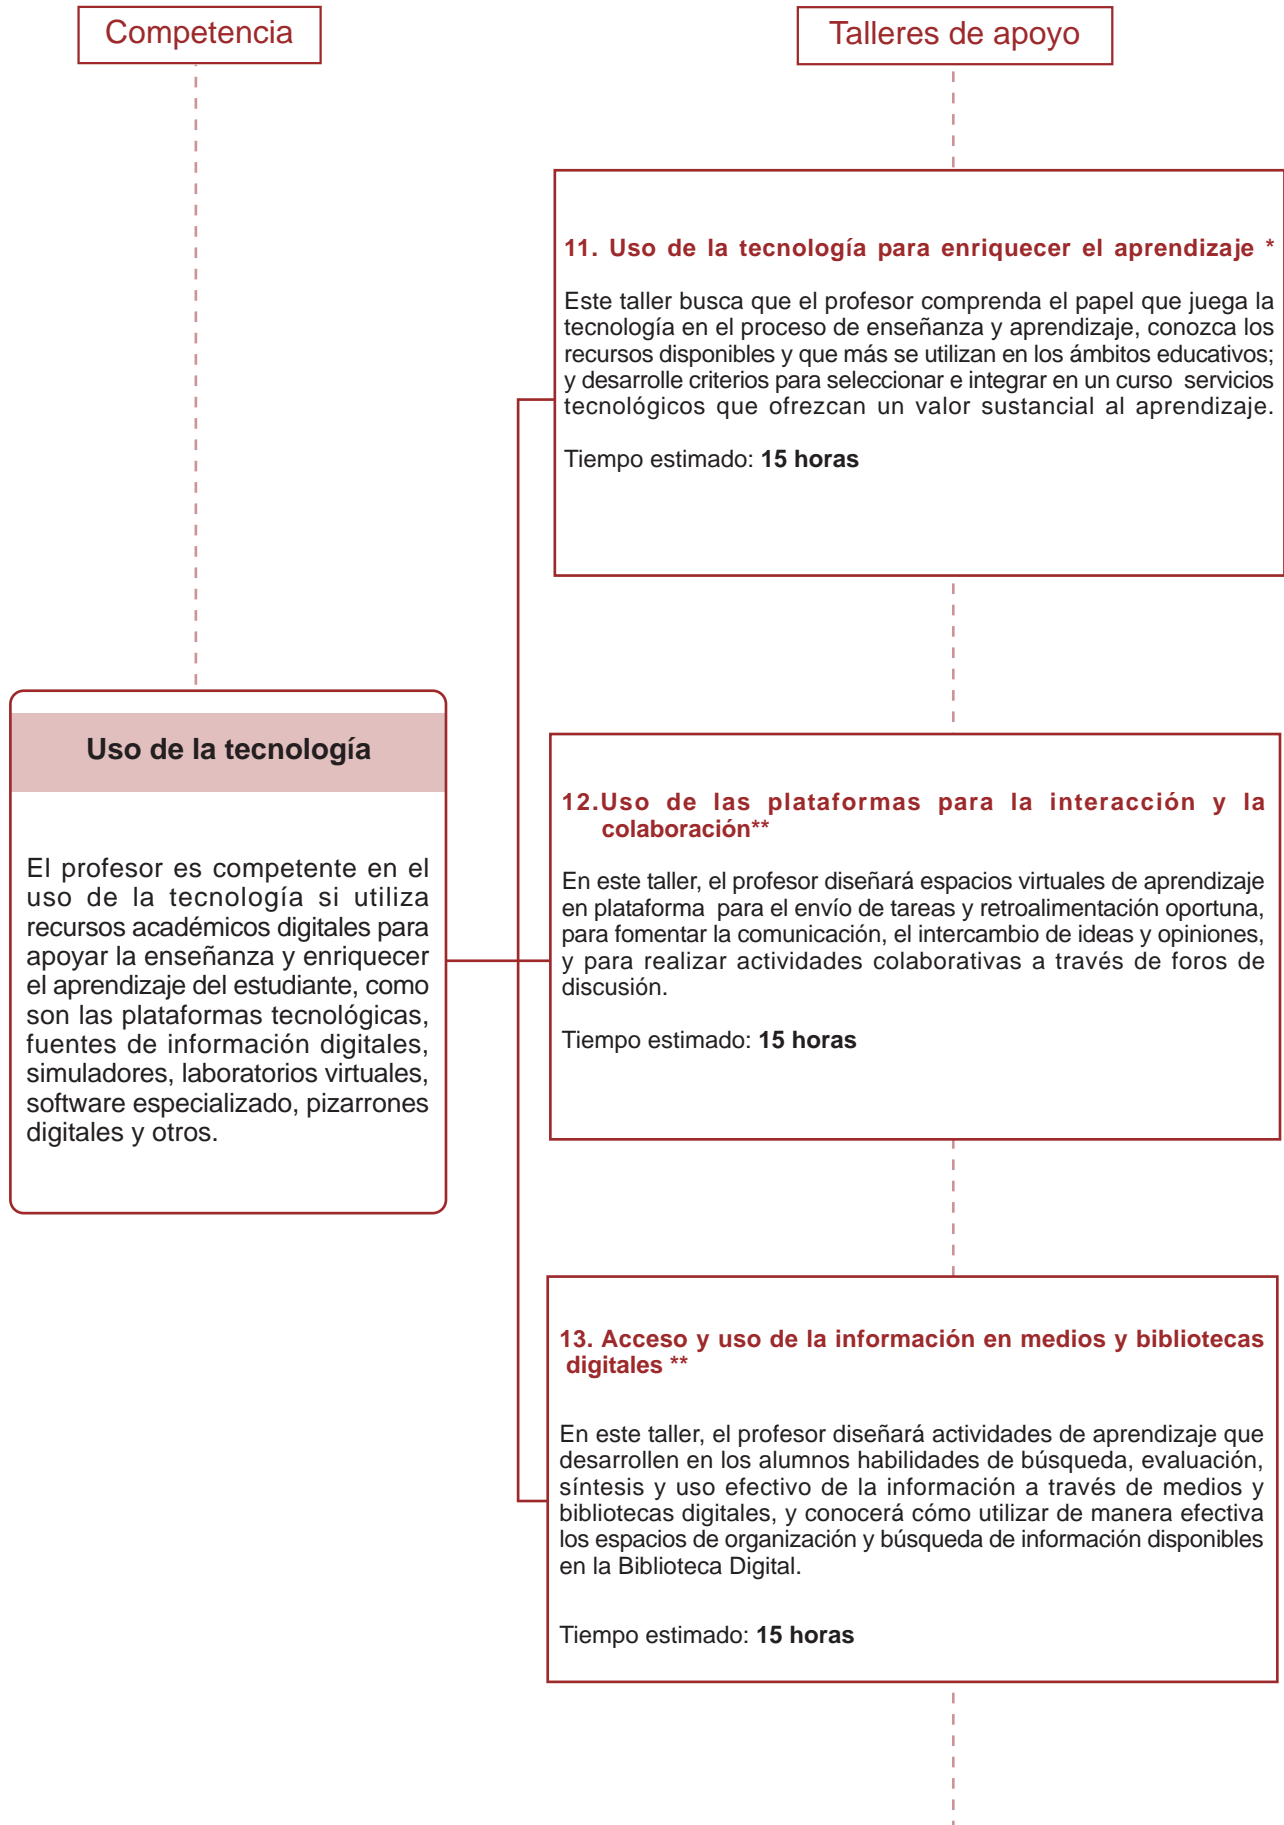 Competencia
Talleres de apoyo
11. Uso de la tecnología para enriquecer el aprendizaje *
Este taller busca que el profesor comprenda el papel que juega la
tecnología en el proceso de enseñanza y aprendizaje, conozca los
recursos disponibles y que más se utilizan en los ámbitos educativos;
y desarrolle criterios para seleccionar e integrar en un curso servicios
tecnológicos que ofrezcan un valor sustancial al aprendizaje.
Tiempo estimado: 15 horas
Uso de la tecnología
El profesor es competente en el
uso de la tecnología si utiliza
recursos académicos digitales para
apoyar la enseñanza y enriquecer
el aprendizaje del estudiante, como
son las plataformas tecnológicas,
fuentes de información digitales,
simuladores, laboratorios virtuales,
software especializado, pizarrones
digitales y otros.
12.Uso de las plataformas para la interacción y la
colaboración**
En este taller, el profesor diseñará espacios virtuales de aprendizaje
en plataforma para el envío de tareas y retroalimentación oportuna,
para fomentar la comunicación, el intercambio de ideas y opiniones,
y para realizar actividades colaborativas a través de foros de
discusión.
Tiempo estimado: 15 horas
13. Acceso y uso de la información en medios y bibliotecas
digitales **
En este taller, el profesor diseñará actividades de aprendizaje que
desarrollen en los alumnos habilidades de búsqueda, evaluación,
síntesis y uso efectivo de la información a través de medios y
bibliotecas digitales, y conocerá cómo utilizar de manera efectiva
los espacios de organización y búsqueda de información disponibles
en la Biblioteca Digital.
Tiempo estimado: 15 horas